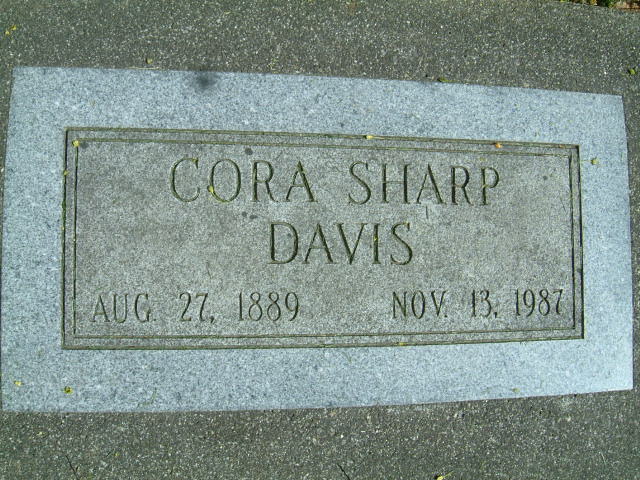 CORA SHARP
DAVIS
AUG. 27, 1889 NOV. 13, 1987